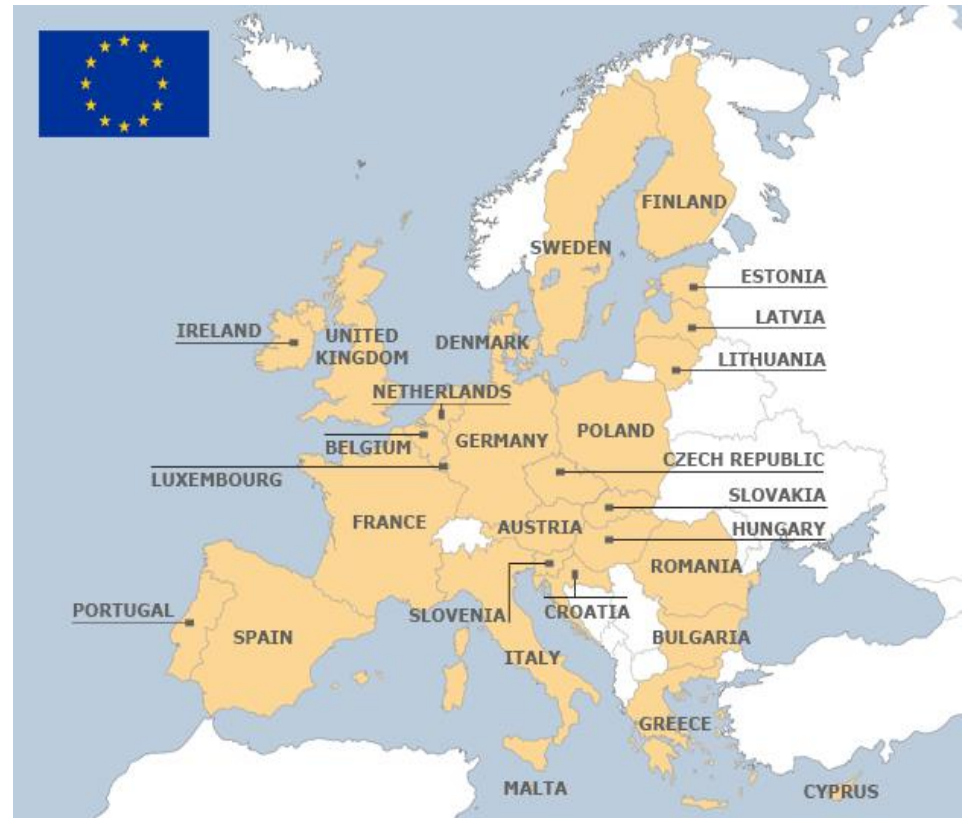 FINLAND
SWEDEN
ESTONIA
LATVIA
IRELAND
UNITED
KINGDOM
DENMARK
LITHUANIA
NETHERLANDS
POLAND
BELGIUM
GERMANY
CZECH REPUBLIC
LUXEMBOURG
SLOVAKIA
FRANCE
AUSTRIA
HUNGARY
ROMANIA
PORTUGAL
SLOVENIA
CROATIA
SPAIN
BULGARIA
ITALY
GREECE
MALTA
CYPRUS